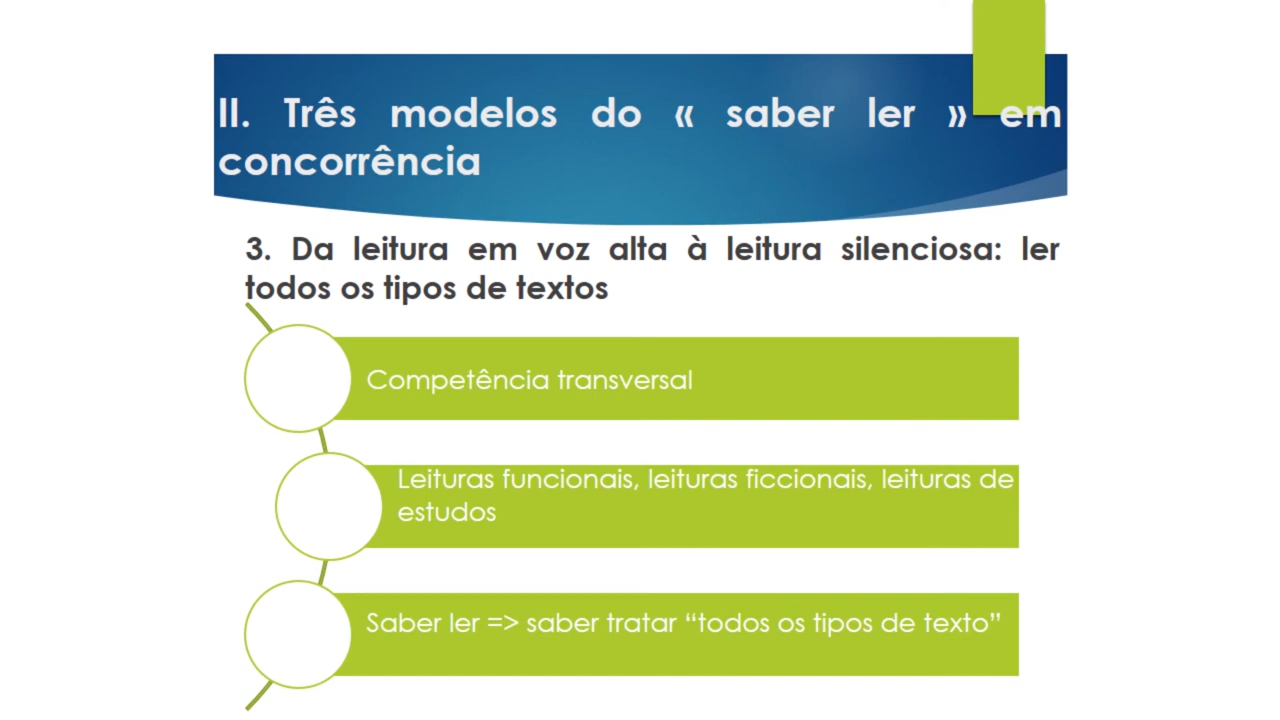 II. Três modelos do « saber ler » em
concorrência
3. Da leitura em voz alta à leitura silenciosa: ler
todos os tipos de textos
Competência transversal
Leituras funcionais, leituras ficcionais, leituras de
estudos
Saber ler => saber tratar “todos os tipos de texto”